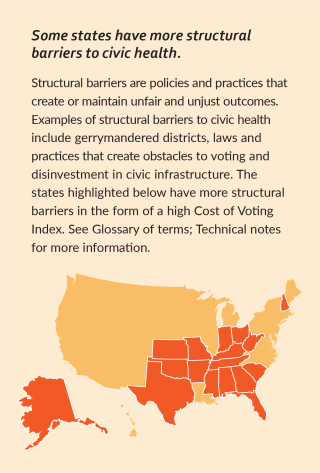 Some states have more structural
barriers to civic health.
Structural barriers are policies and practices that
create or maintain unfair and unjust outcomes.
Examples of structural barriers to civic health
include gerrymandered districts, laws and
practices that create obstacles to voting and
disinvestment in civic infrastructure. The
states highlighted below have more structural
barriers in the form of a high Cost of Voting
Index. See Glossary of terms; Technical notes
for more information.